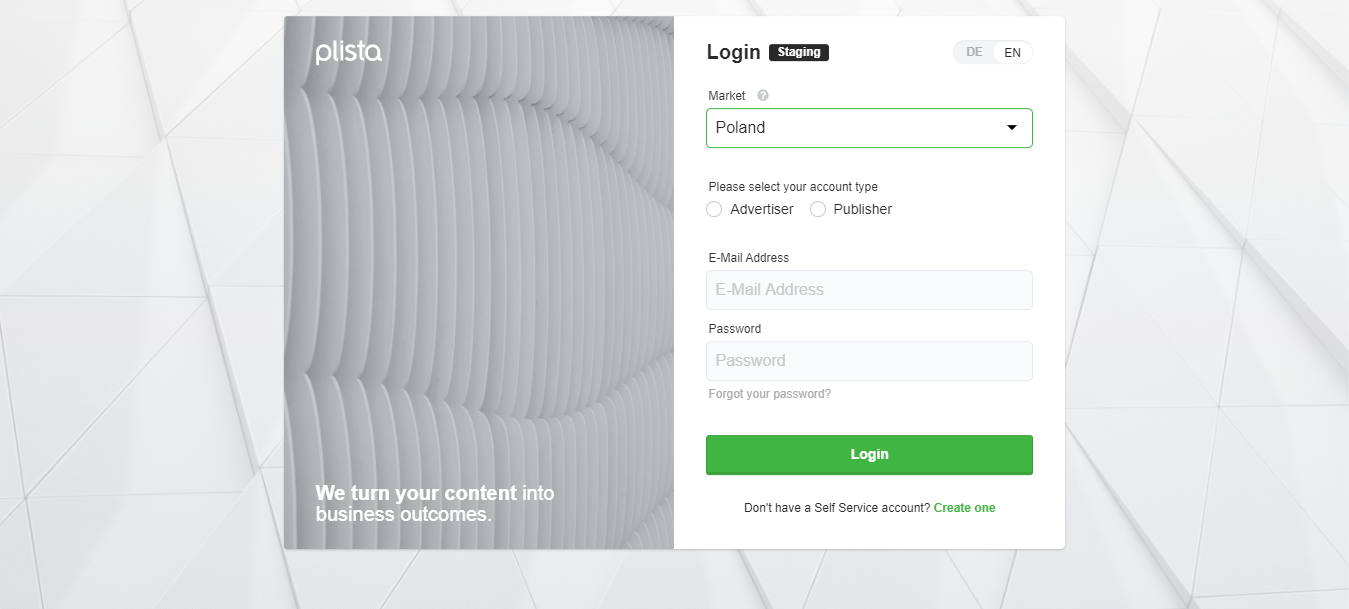 plista
We turn your content into
business outcomes.
Login Staging
DE EN
Market ?
Poland
Please select your account type
Advertiser Publisher
E-Mail Address
E-Mail Address
Password
Password
Forgot your password?
Login
Don't have a Self Service account? Create one